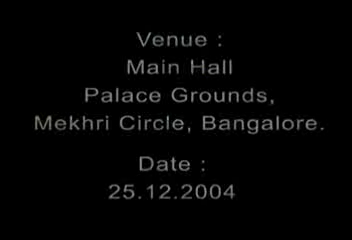 Venue :
Main Hall
Palace Grounds,
Mekhri Circle, Bangalore.
Date :
25.12.2004